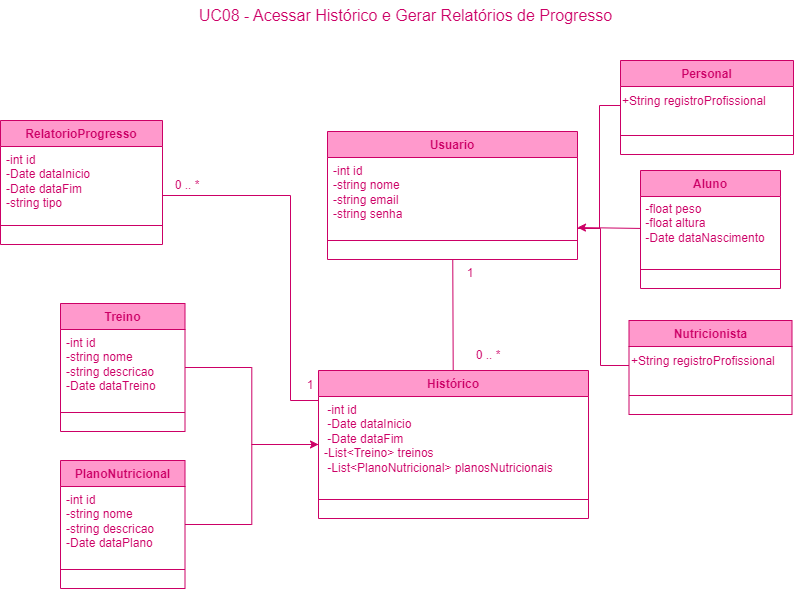 UC08 - Acessar Histórico e Gerar Relatórios de Progresso
Personal
+String registroProfissional
RelatorioProgresso
-int id
-Date dataInicio
-Date dataFim
-string tipo
0 .. *
Usuario
-int id
-string nome
-string email
-string senha
Aluno
-float peso
-float altura
-Date dataNascimento
1
Treino
-int id
-string nome
-string descricao
-Date dataTreino
Nutricionista
+String registroProfissional
0 .. *
1
Histórico
-int id
-Date dataInicio
-Date dataFim
-List<Treino> treinos
-List<PlanoNutricional> planosNutricionais
PlanoNutricional
-int id
-string nome
-string descricao
-Date dataPlano